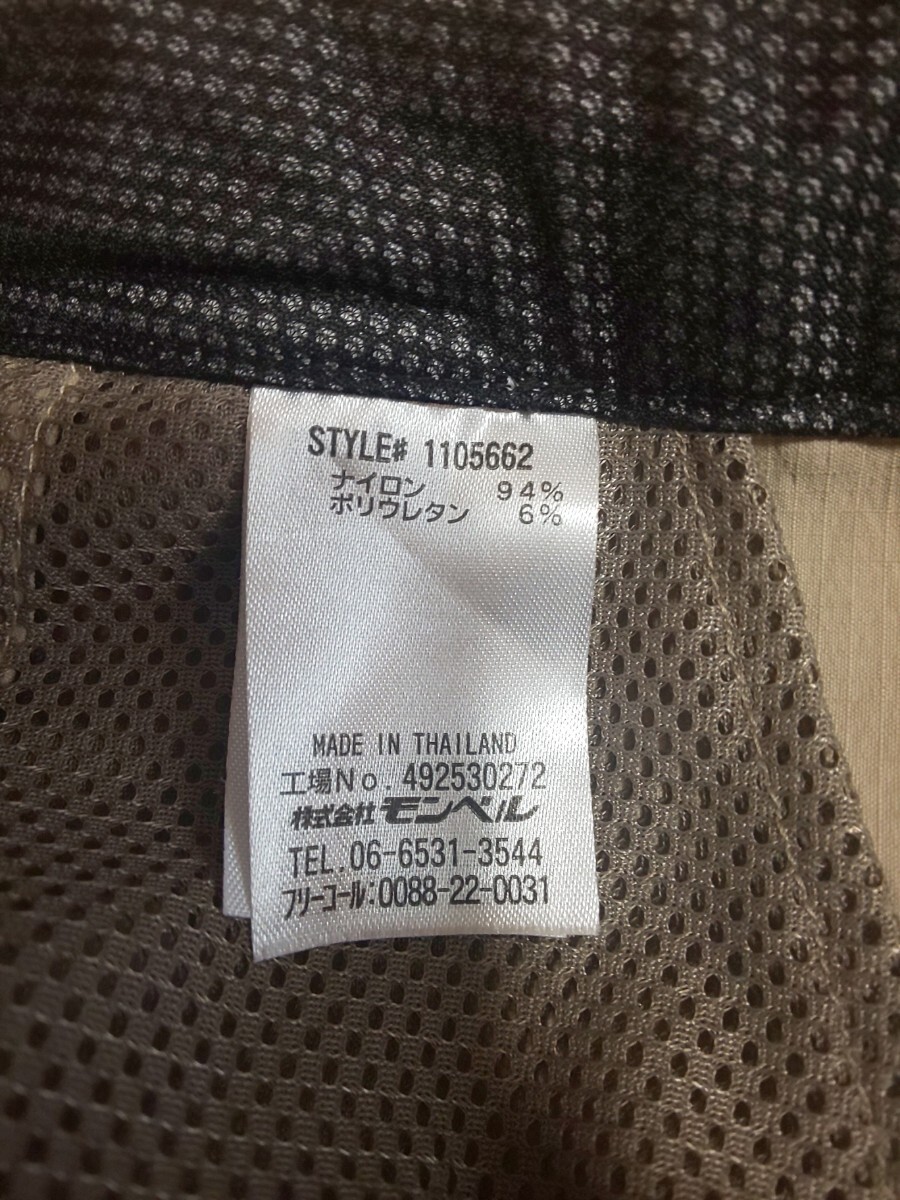 STYLE# 1105662
ナイロン 94%
ポリウレタン 6%
MADE IN THAILAND
工場No.492530272
株式会社モンベル
TEL.06-6531-3544
フリーコール:0088-22-0031